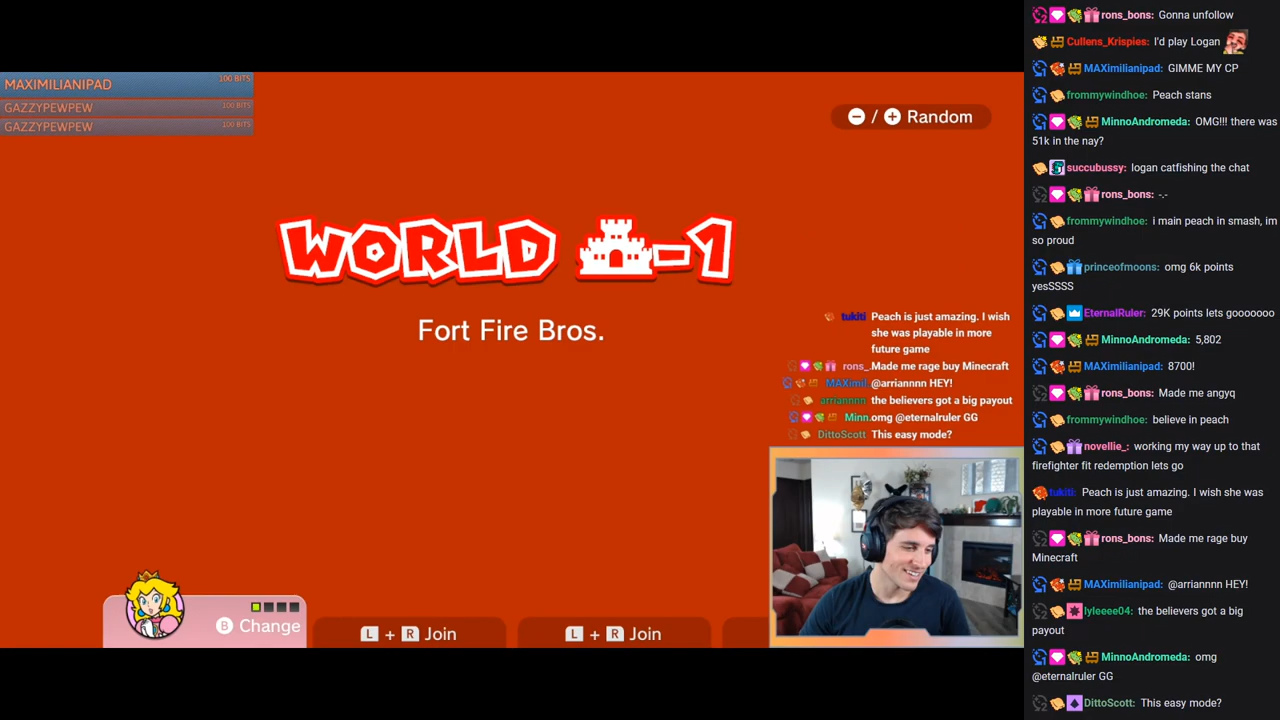 MAXIMILIANIPAD 100 BITS
GAZZYPEWPEW 100 BITS
GAZZYPEWPEW 100 BITS
- / + Random
WORLD -1
Fort Fire Bros.
tukiti Peach is just amazing. I wish
she was playable in more
future game
rons_. Made me rage buy Minecraft
MAXimil. @arriannnn HEY!
arriannnn the believers got a big payout
Minn. omg @eternalruler GG
DittoScott This easy mode?
B Change
L + R Join
L + R Join
rons_bons: Gonna unfollow
Cullens_Krispies: I'd play Logan
MAXimilianipad: GIMME MY CP
frommywindhoe: Peach stans
MinnoAndromeda: OMG!!! there was
51k in the nay?
succubussy: logan catfishing the chat
rons_bons: -.-
frommywindhoe: i main peach in smash, im
so proud
princeofmoons: omg 6k points
yesSSSS
EternalRuler: 29K points lets gooooooo
MinnoAndromeda: 5,802
MAXimilianipad: 8700!
rons_bons: Made me angyq
frommywindhoe: believe in peach
novellie_: working my way up to that
firefighter fit redemption lets go
tukiti: Peach is just amazing. I wish she was
playable in more future game
rons_bons: Made me rage buy
Minecraft
MAXimilianipad: @arriannnn HEY!
lyleeee04: the believers got a big
payout
MinnoAndromeda: omg
@eternalruler GG
DittoScott: This easy mode?